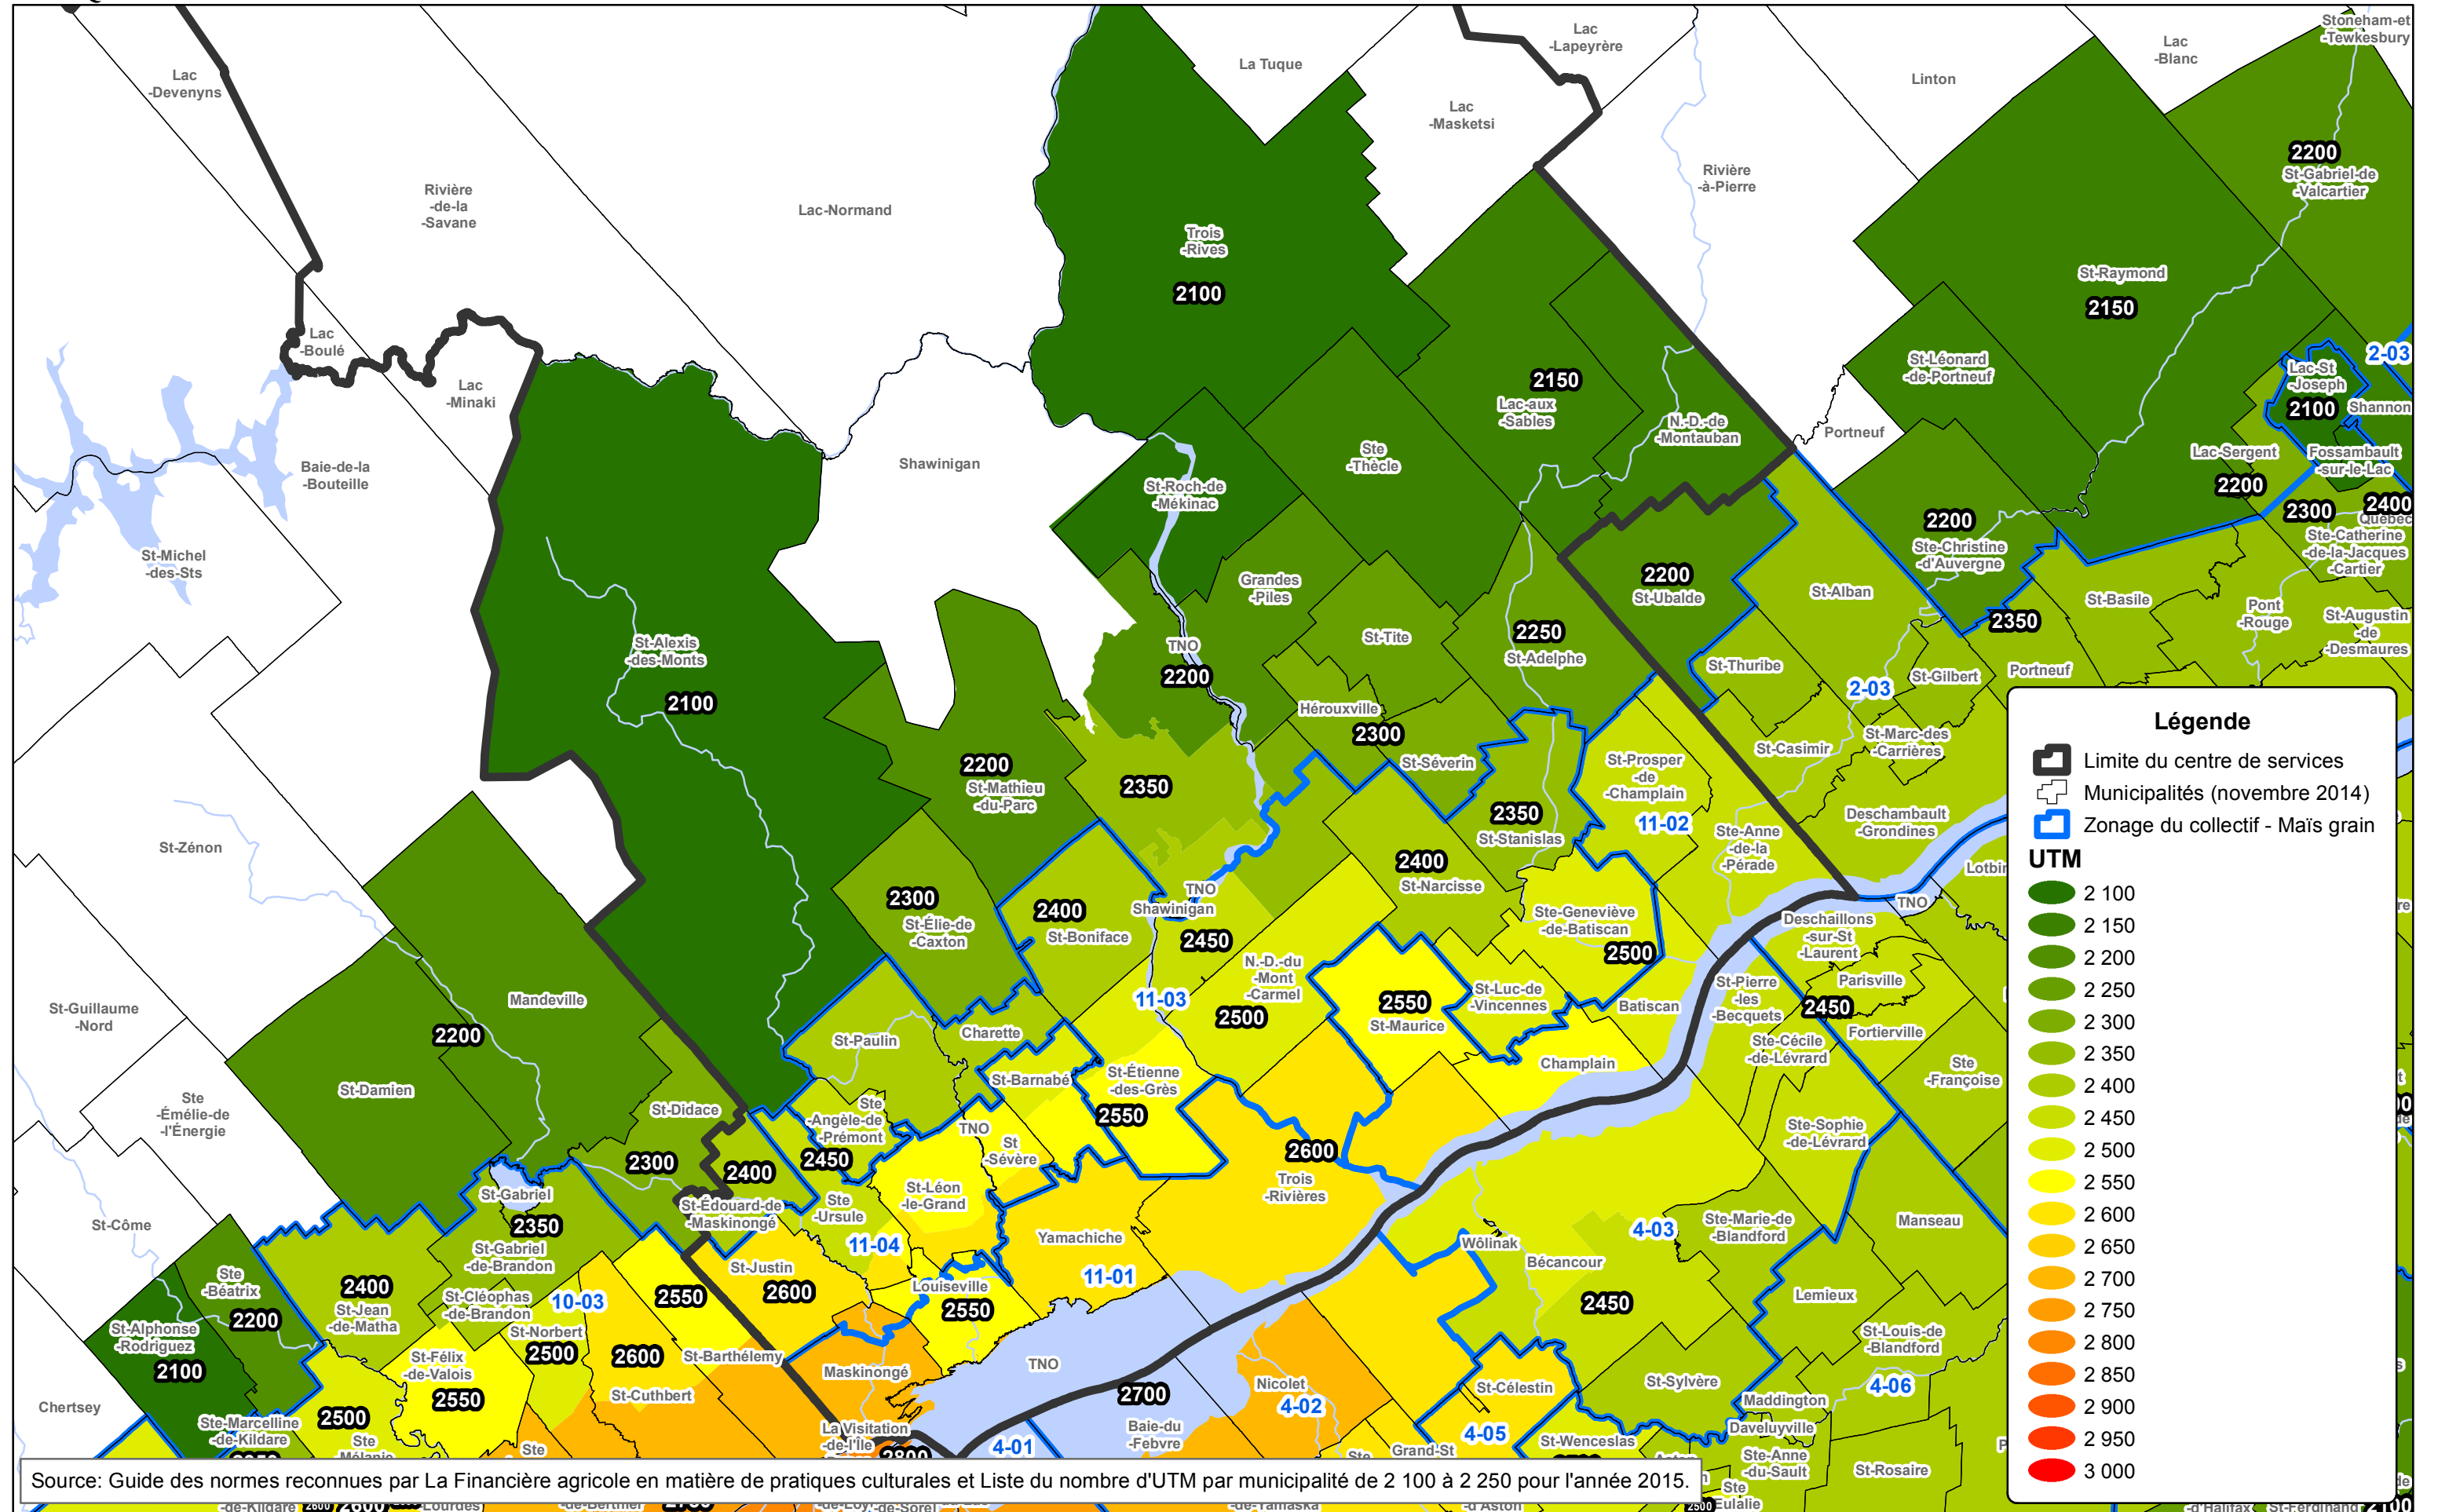 Stoneham-et
-Tewkesbury
Lac
-Devenyns
La Tuque
Lac
-Lapeyrère
Lac
-Blanc
Linton
Lac
-Masketsi
2200
St-Gabriel-de
-Valcartier
Rivière
-de-la
-Savane
Lac-Normand
Rivière
-à-Pierre
Trois
-Rives
2100
St-Raymond
2150
Lac
-Boulé
Lac
-Minaki
2-03
St-Léonard
-de-Portneuf
Lac-St
-Joseph
2100
Shannon
2150
Lac-aux
-Sables
N.-D.-de
-Montauban
Portneuf
Baie-de-la
-Bouteille
Shawinigan
Ste
-Thècle
Lac-Sergent
2200
Fossambault
-sur-le-Lac
St-Roch-de
-Mékinac
2300
2400
Québec
2200
Ste-Christine
-d'Auvergne
Ste-Catherine
-de-la-Jacques
-Cartier
St-Michel
-des-Sts
Grandes
-Piles
2200
St-Ubalde
St-Alban
St-Basile
Pont
-Rouge
St-Augustin
-de
-Desmaures
2350
St-Alexis
-des-Monts
2100
TNO
2200
St-Tite
2250
St-Adelphe
St-Thuribe
2-03
St-Gilbert
Portneuf
Hérouxville
2300
St-Séverin
St-Casimir
St-Marc-des
-Carrières
2200
St-Mathieu
-du-Parc
2350
St-Prosper
-de
-Champlain
11-02
2350
St-Stanislas
Deschambault
-Grondines
Ste-Anne
-de-la
-Pérade
St-Zénon
2400
St-Narcisse
2300
St-Élie-de
-Caxton
2400
St-Boniface
TNO
Shawinigan
2450
Ste-Geneviève
-de-Batiscan
2500
TNO
Deschaillons
-sur-St
-Laurent
Mandeville
2200
St-Guillaume
-Nord
N.-D.-du
-Mont
-Carmel
2500
11-03
2550
St-Maurice
St-Luc-de
-Vincennes
Batiscan
St-Pierre
-les
-Becquets
Parisville
2450
Fortierville
St-Paulin
Charette
Champlain
Ste-Cécile
-de-Lévrard
Ste
-Françoise
St-Damien
Ste
-Émélie-de
-l'Énergie
St-Didace
Ste
-Angèle-de
-Prémont
2450
St-Barnabé
St-Étienne
-des-Grès
2550
TNO
St
-Sévère
Ste-Sophie
-de-Lévrard
2300
2400
2600
Trois
-Rivières
St-Léon
-le-Grand
St-Côme
St-Gabriel
2350
St-Gabriel
-de-Brandon
St-Édouard-de
-Maskinongé
Ste
-Ursule
11-04
Yamachiche
11-01
Wôlinak
Bécancour
4-03
2450
Ste-Marie-de
-Blandford
Manseau
Ste
-Béatrix
2200
2400
St-Jean
-de-Matha
St-Cléophas
-de-Brandon
10-03
2550
St-Justin
2600
Louiseville
2550
Lemieux
St-Alphonse
-Rodriguez
2100
St-Norbert
2500
2600
St-Barthélemy
St-Cuthbert
St-Louis-de
-Blandford
St-Félix
-de-Valois
2550
Maskinongé
TNO
2700
Nicolet
4-02
St-Célestin
St-Sylvère
4-06
Maddington
Chertsey
Ste-Marcelline
-de-Kildare
2500
Ste
-Mélanie
Ste
La Visitation
-de-l'Île
2800
4-01
Baie-du
-Febvre
4-05
Grand-St
Ste
St-Wenceslas
Daveluyville
Ste-Anne
-du-Sault
St-Rosaire
Ste
-Eulalie
2500
Légende
Limite du centre de services
Municipalités (novembre 2014)
Zonage du collectif - Maïs grain
UTM
2 100
2 150
2 200
2 250
2 300
2 350
2 400
2 450
2 500
2 550
2 600
2 650
2 700
2 750
2 800
2 850
2 900
2 950
3 000
Source: Guide des normes reconnues par La Financière agricole en matière de pratiques culturales et Liste du nombre d'UTM par municipalité de 2 100 à 2 250 pour l'année 2015.